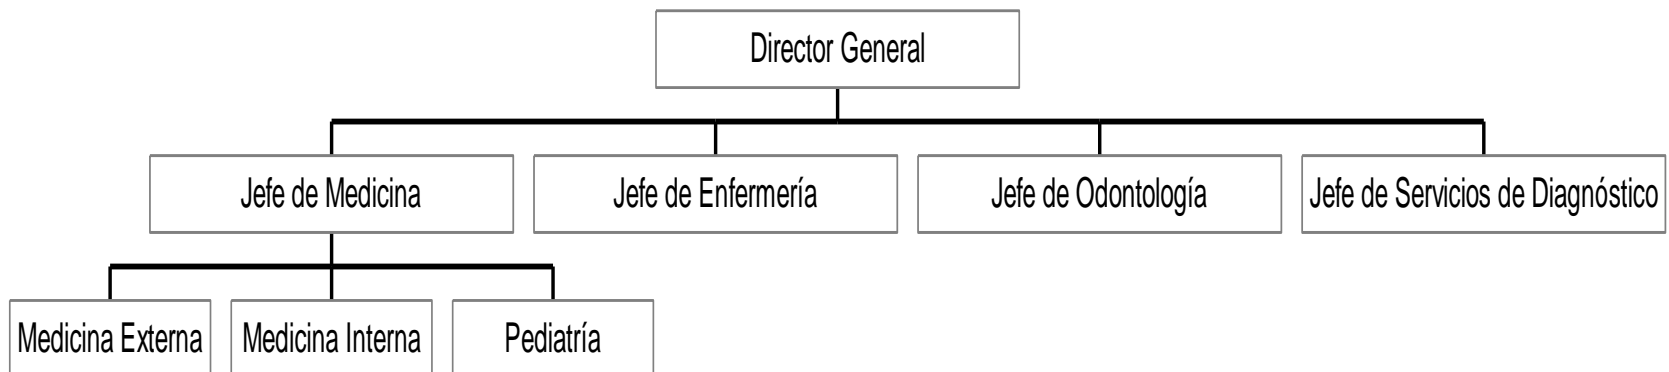 Director General
Jefe de Medicina
Jefe de Enfermería
Jefe de Odontología
Jefe de Servicios de Diagnóstico
Medicina Externa
Medicina Interna
Pediatría